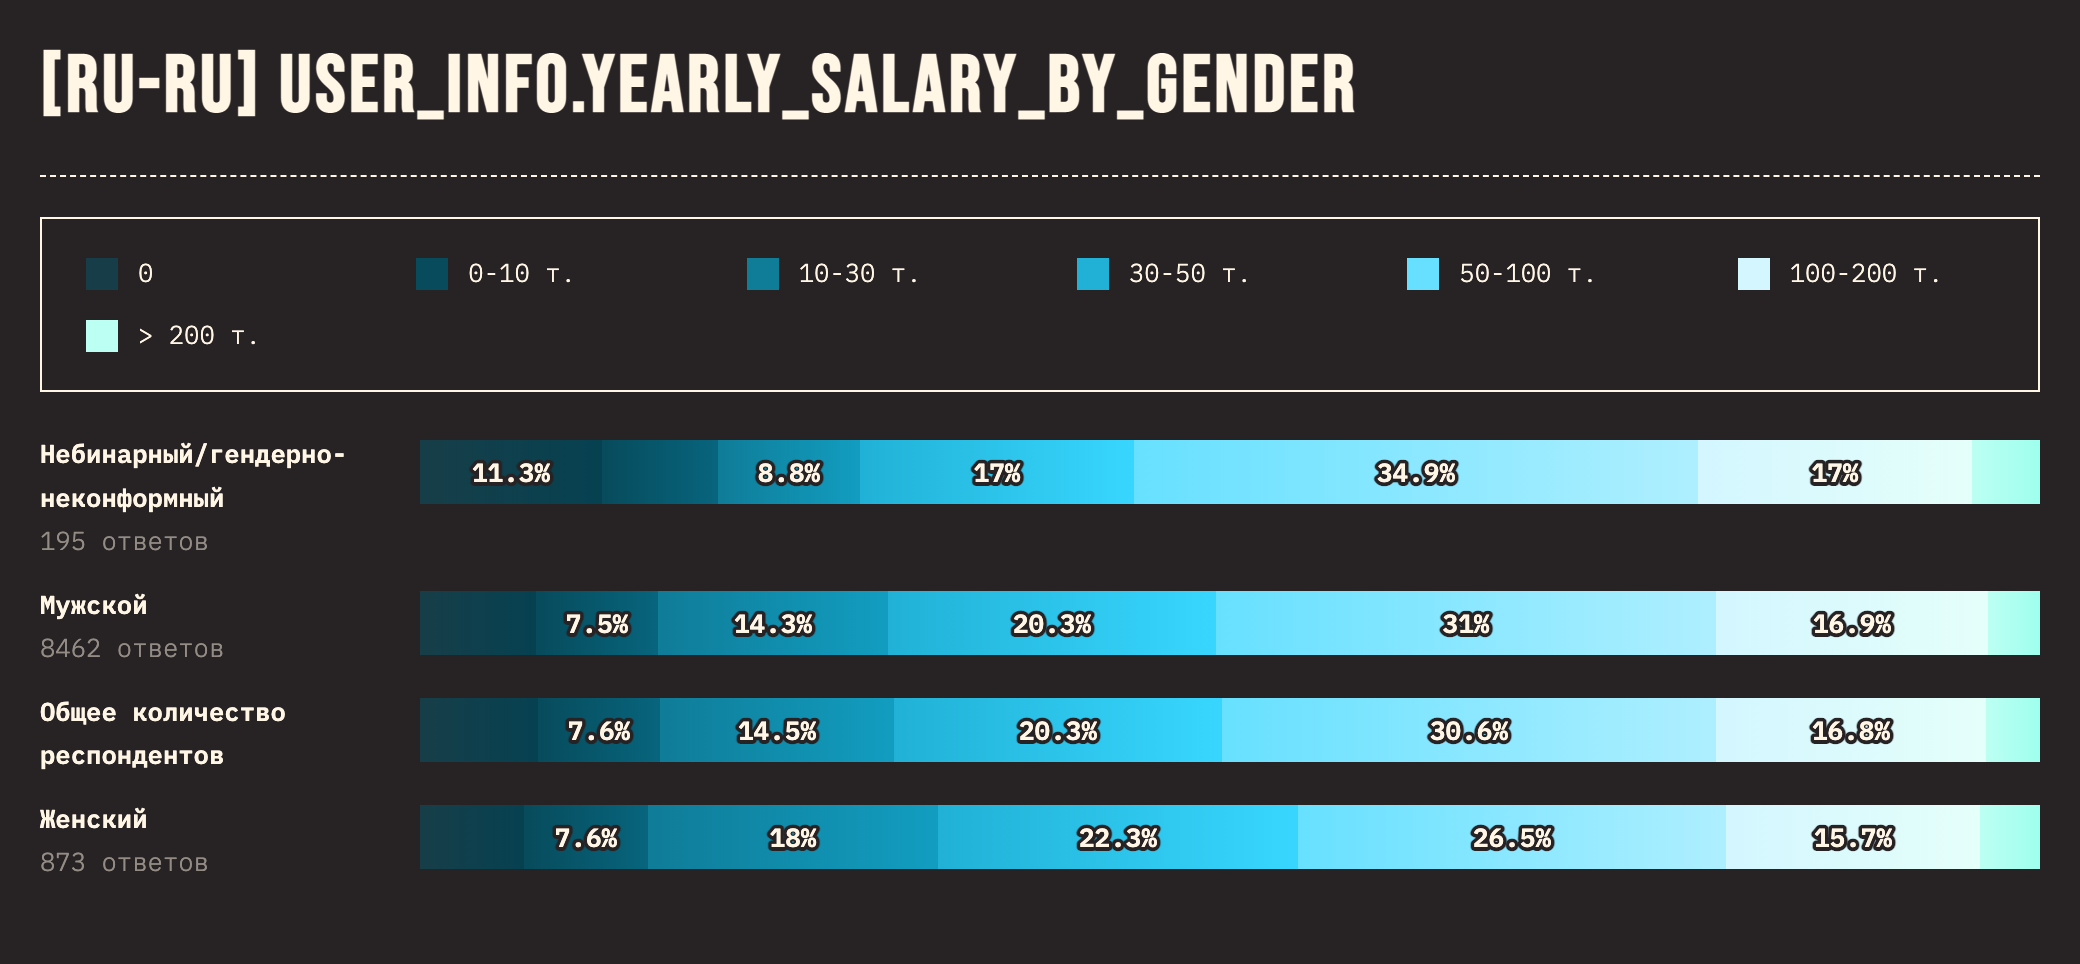 [RU-RU] USER_INFO.YEARLY_SALARY_BY_GENDER
0
0-10 т.
10-30 т.
30-50 т.
50-100 т.
100-200 т.
> 200 т.
Небинарный/гендерно-
неконформный
195 ответов
11.3% 8.8% 17% 34.9% 17%
Мужской
8462 ответов
7.5% 14.3% 20.3% 31% 16.9%
Общее количество
респондентов
7.6% 14.5% 20.3% 30.6% 16.8%
Женский
873 ответов
7.6% 18% 22.3% 26.5% 15.7%